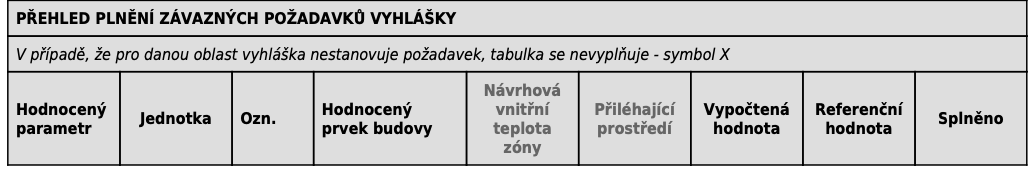 PŘEHLED PLNĚNÍ ZÁVAZNÝCH POŽADAVKŮ VYHLÁŠKY
V případě, že pro danou oblast vyhláška nestanovuje požadavek, tabulka se nevyplňuje - symbol X
Hodnocený
parametr
Jednotka
Ozn.
Hodnocený
prvek budovy
Návrhová
vnitřní
teplota
zóny
Přiléhající
prostředí
Vypočtená
hodnota
Referenční
hodnota
Splněno